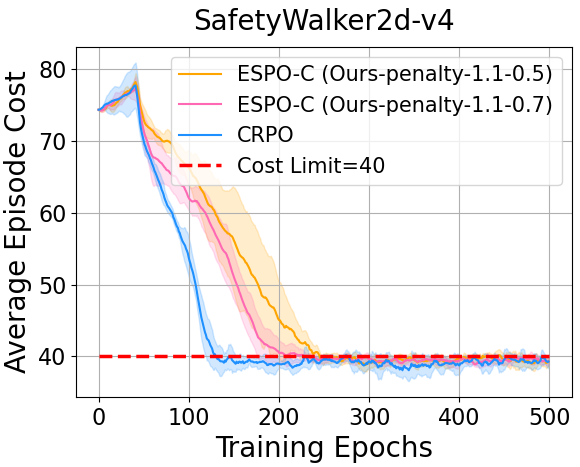 SafetyWalker2d-v4
ESPO-C (Ours-penalty-1.1-0.5)
ESPO-C (Ours-penalty-1.1-0.7)
CRPO
Cost Limit=40
Average Episode Cost
80
70
60
50
40
0 100 200 300 400 500
Training Epochs